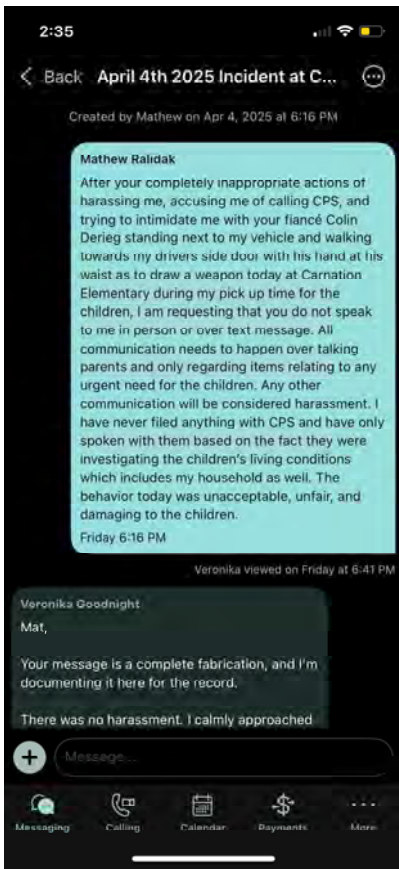 2:35
Back April 4th 2025 Incident at C...
Created by Mathew on Apr 4, 2025 at 6:16 PM
Mathew Ralidak
After your completely inappropriate actions of
harassing me, accusing me of calling CPS, and
trying to intimidate me with your fiancé Colin
Derieg standing next to my vehicle and walking
towards my drivers side door with his hand at his
waist as to draw a weapon today at Carnation
Elementary during my pick up time for the
children, I am requesting that you do not speak
to me in person or over text message. All
communication needs to happen over talking
parents and only regarding items relating to any
urgent need for the children. Any other
communication will be considered harassment. I
have never filed anything with CPS and have only
spoken with them based on the fact they were
investigating the children's living conditions
which includes my household as well. The
behavior today was unacceptable, unfair, and
damaging to the children.
Friday 6:16 PM
Veronika viewed on Friday at 6:41 PM
Veronika Goodnight
Mat,
Your message is a complete fabrication, and I'm
documenting it here for the record.
There was no harassment. I calmly approached
Message...
Messaging Calling Calendar Payments More